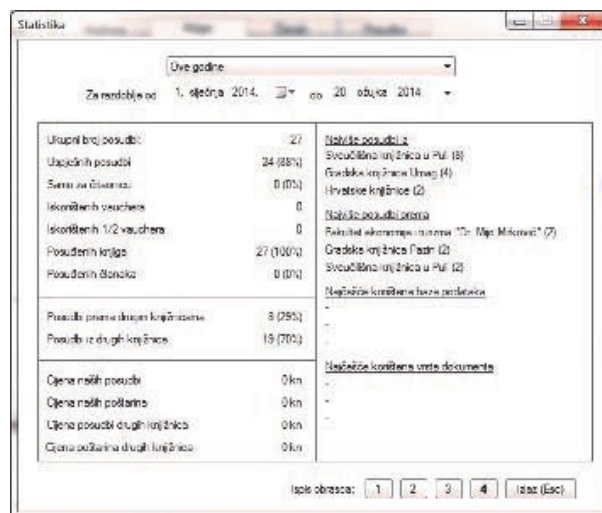 Statistika
Ove godine
Za razdoblje od 1. siječnja 2014. do 20 ožujka 2014
Ukupni broj posudbi: 27
Uspješnih posudbi 24 (88%)
Samo za čitaonicu 0 (0%)
Iskorištenih vauchera 0
Iskorištenih 1/2 vauchera 0
Posuđenih knjiga 27 (100%)
Posuđenih članaka 0 (0%)
Posudbi prema drugim knjižnicama 8 (29%)
Posudbi iz drugih knjižnica 19 (70%)
Cijena naših posudbi 0 kn
Cijena naših poštarina 0 kn
Cijena posudbi drugih knjižnica 0 kn
Cijena poštarina drugih knjižnica 0 kn
Najviše posudbi iz
Sveučilišna knjižnica u Puli (8)
Gradska knjižnica Umag (4)
Hrvatske knjižnice (2)
Najviše posudbi prema
Fakultet ekonomije i turizma "Dr. Mijo Mirković" (2)
Gradska knjižnica Pazin (2)
Sveučilišna knjižnica u Puli (2)
Najčešće korištena baza podataka
-
-
-
Najčešće korištena vrsta dokumenta
-
-
-
Ispis obrasca: 1 2 3 4 Izlaz (Esc)